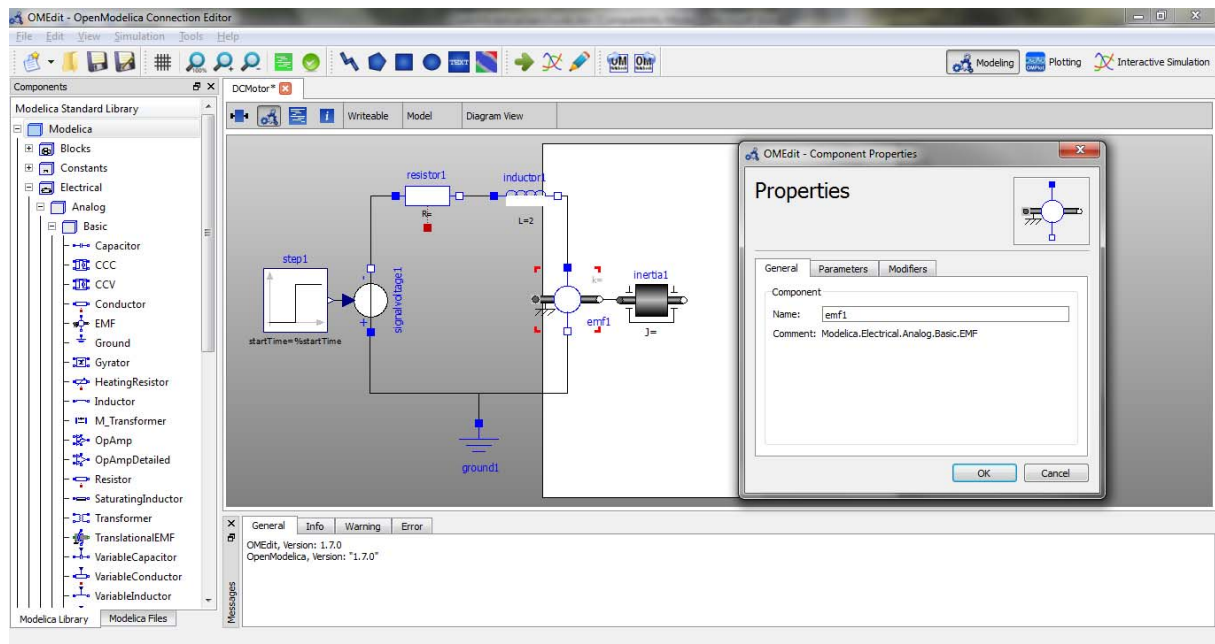 OMEdit - OpenModelica Connection Editor
File Edit View Simulation Tools Help
100%
TEXT
OM
OM
Modeling
Plotting
Interactive Simulation
Components
DCMotor*
Modelica Standard Library
Writeable
Model
Diagram View
Modelica
Blocks
Constants
Electrical
Analog
Basic
Capacitor
CCC
CCV
Conductor
EMF
Ground
Gyrator
HeatingResistor
Inductor
M_Transformer
OpAmp
OpAmpDetailed
Resistor
SaturatingInductor
Transformer
TranslationalEMF
VariableCapacitor
VariableConductor
VariableInductor
Modelica Library
Modelica Files
resistor1
R=
inductor1
L=2
step1
startTime=%startTime
signalvoltage1
- 
+
k=
emf1
inertia1
J=
ground1
OMEdit - Component Properties
Properties
General
Parameters
Modifiers
Component
Name: emf1
Comment: Modelica.Electrical.Analog.Basic.EMF
OK
Cancel
General
Info
Warning
Error
OMEdit, Version: 1.7.0
OpenModelica, Version: "1.7.0"
Messages